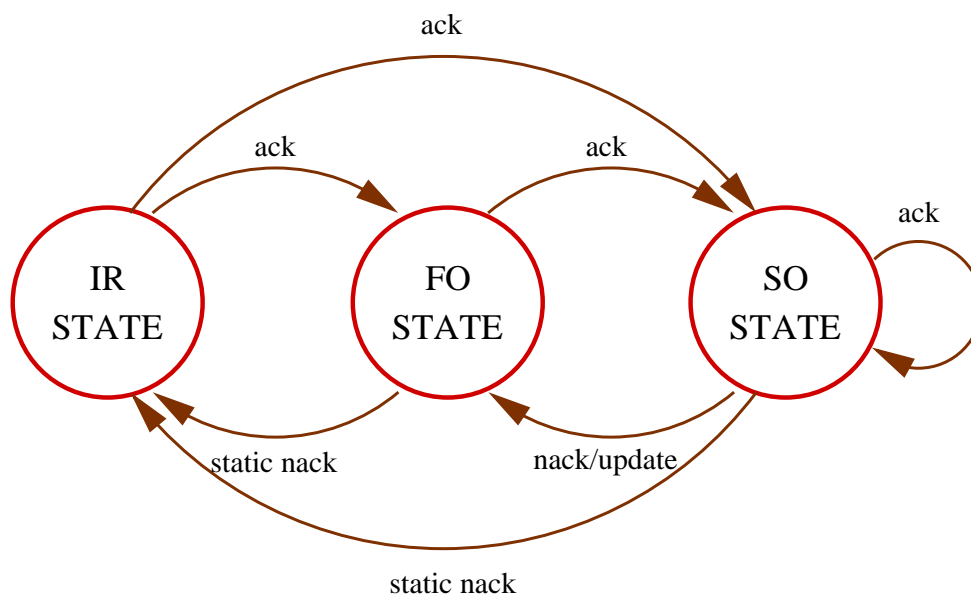 ack
ack
ack
ack
IR
STATE
FO
STATE
SO
STATE
static nack
nack/update
static nack